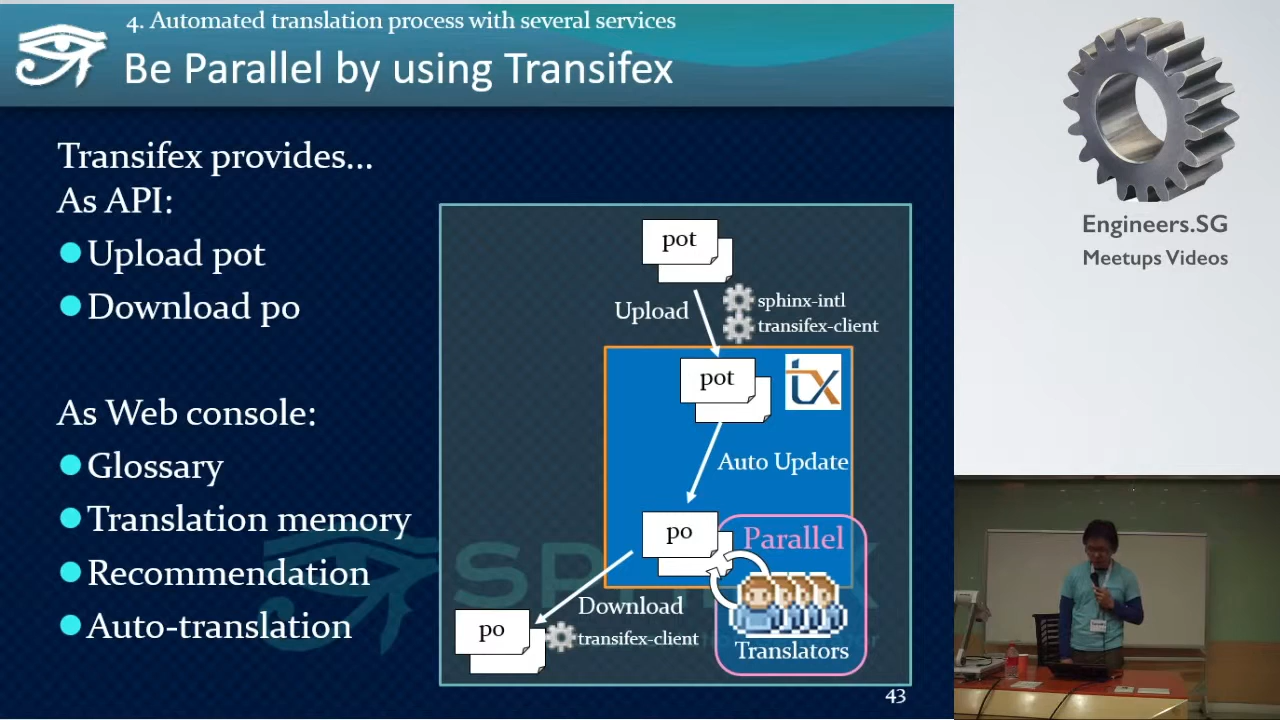 4. Automated translation process with several services
Be Parallel by using Transifex
Transifex provides...
As API:
Upload pot
Download po
As Web console:
Glossary
Translation memory
Recommendation
Auto-translation
pot
Upload
sphinx-intl
transifex-client
pot
tx
Auto Update
po
Parallel
Translators
Download
transifex-client
po
43
Engineers.SG
Meetups Videos